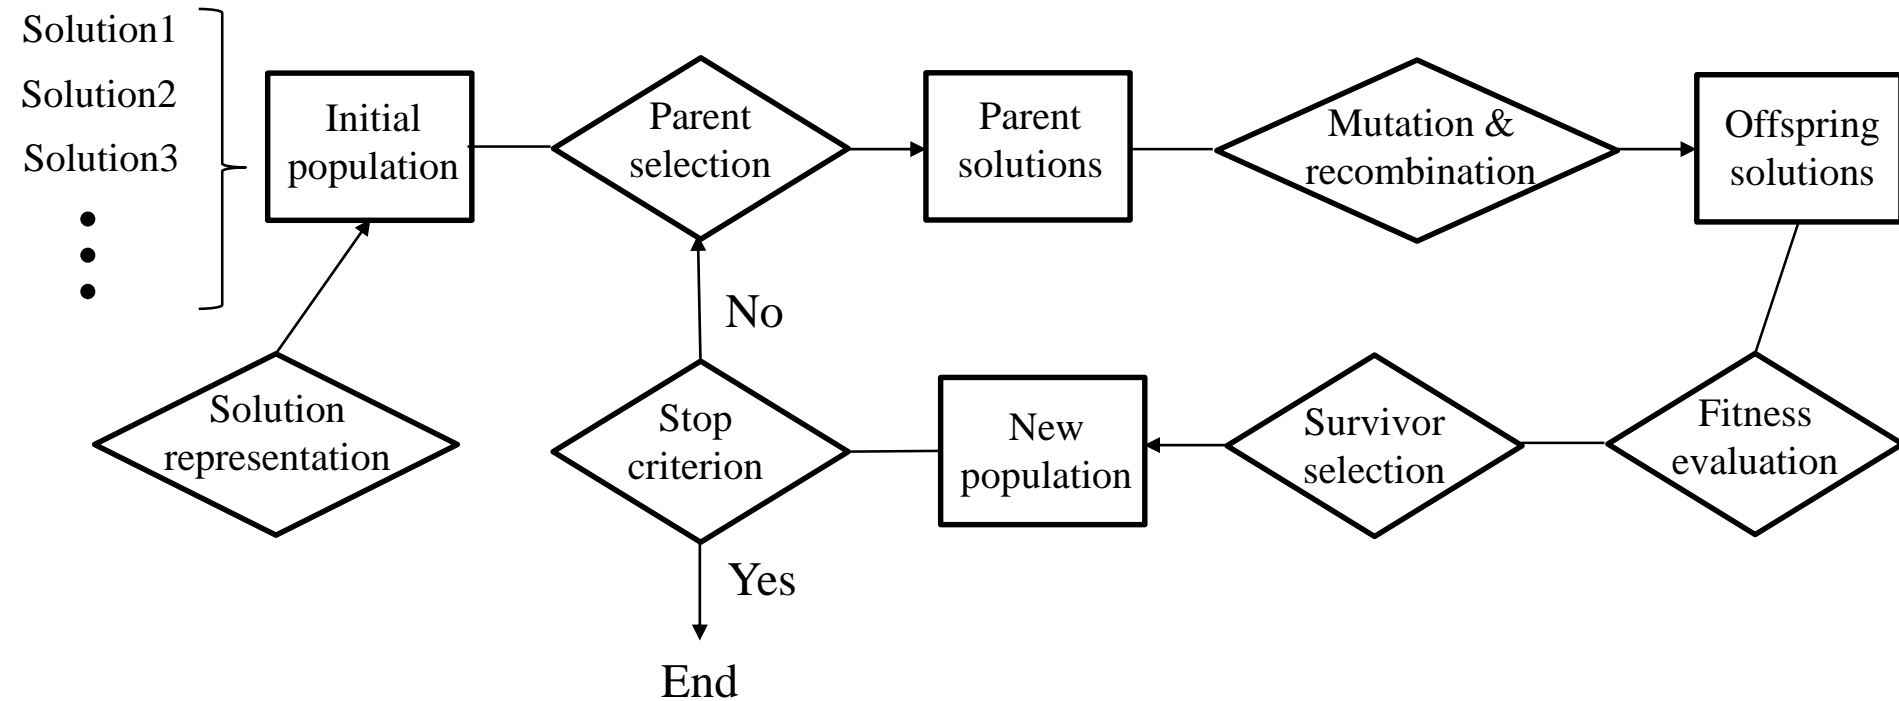 Solution1
Solution2
Solution3
Initial
population
Parent
selection
Parent
solutions
Mutation &
recombination
Offspring
solutions
No
Solution
representation
Stop
criterion
New
population
Survivor
selection
Fitness
evaluation
Yes
End